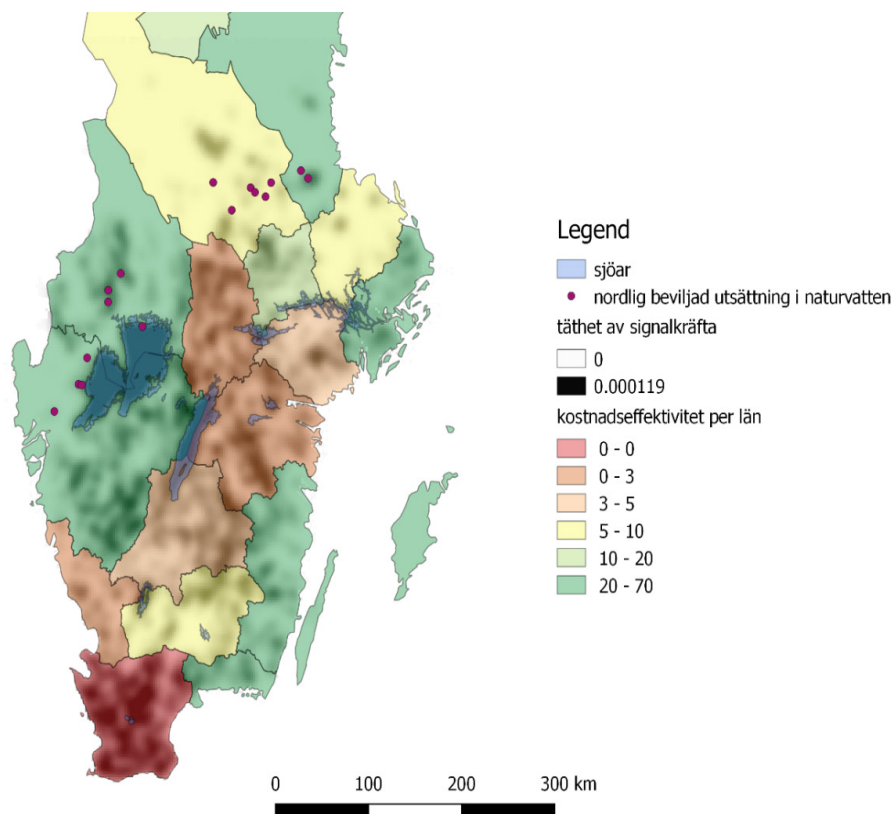 Legend
sjöar
nordlig beviljad utsättning i naturvatten
täthet av signalkräfta
0
0.000119
kostnadseffektivitet per län
0 - 0
0 - 3
3 - 5
5 - 10
10 - 20
20 - 70
0 100 200 300 km